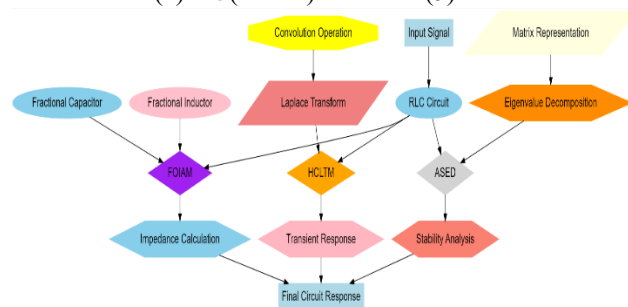 Convolution Operation
Input Signal
Matrix Representation
Fractional Capacitor
Fractional Inductor
Laplace Transform
RLC Circuit
Eigenvalue Decomposition
FOIAM
HCLTM
ASED
Impedance Calculation
Transient Response
Stability Analysis
Final Circuit Response